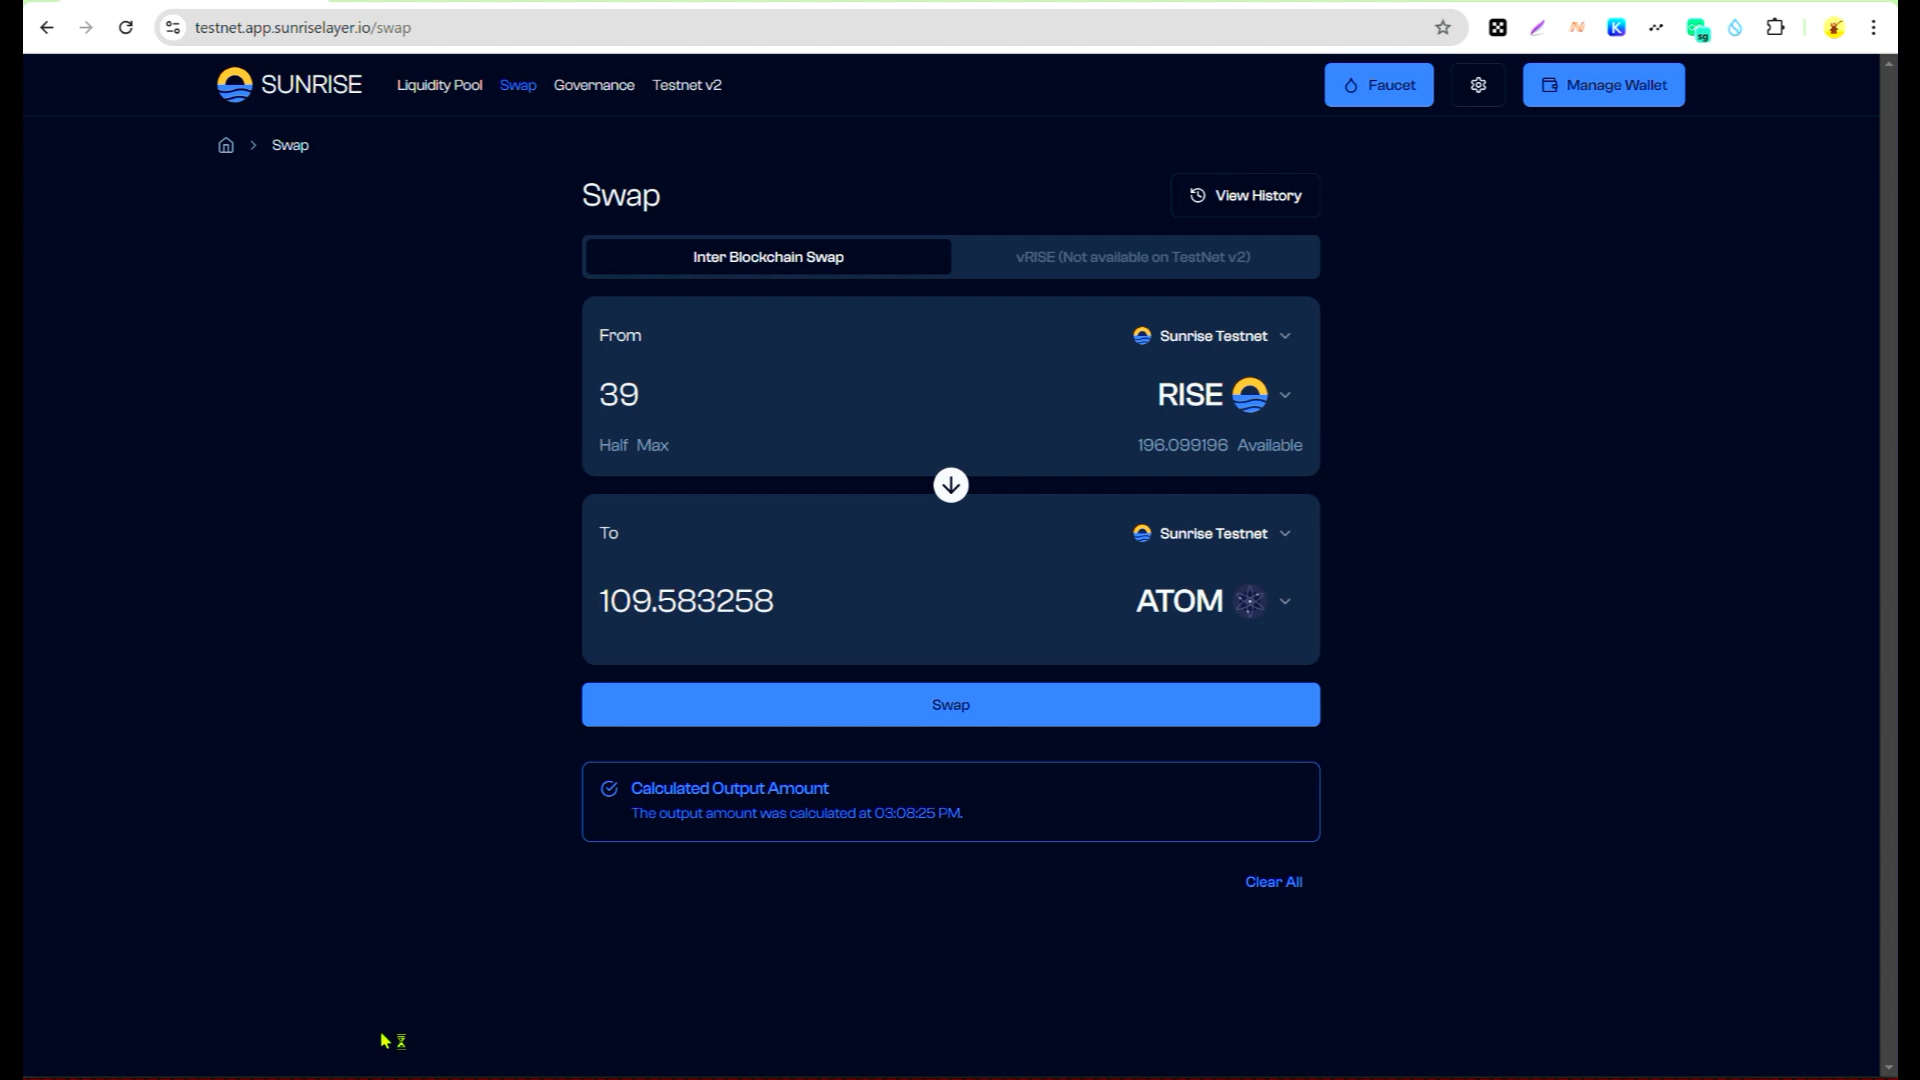 testnet.app.sunriselayer.io/swap
K
sg
SUNRISE
Liquidity Pool Swap Governance Testnet v2
Faucet
Manage Wallet
Swap
Swap
View History
Inter Blockchain Swap
vRISE (Not available on TestNet v2)
From
Sunrise Testnet
39
RISE
Half Max
196.099196 Available
To
Sunrise Testnet
109.583258
ATOM
Swap
Calculated Output Amount
The output amount was calculated at 03:08:25 PM.
Clear All